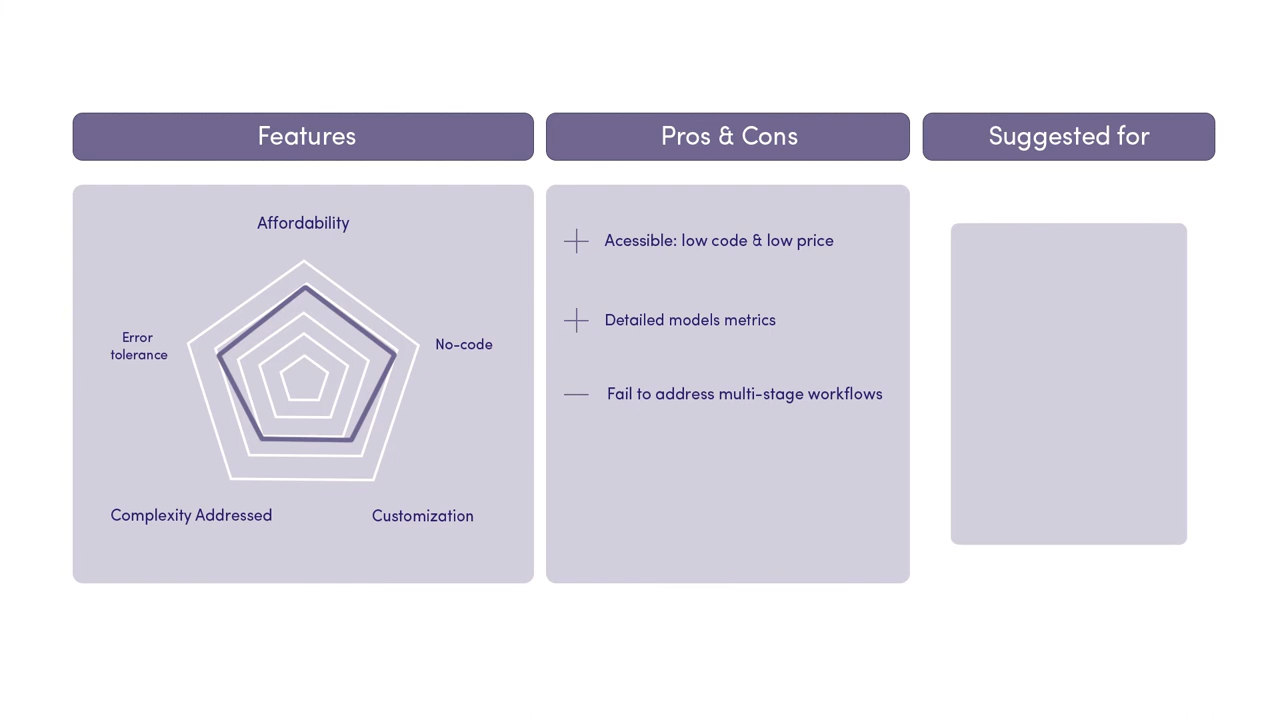 Features
Pros & Cons
Suggested for
Affordability
Error
tolerance
No-code
Complexity Addressed
Customization
Acessible: low code & low price
Detailed models metrics
Fail to address multi-stage workflows